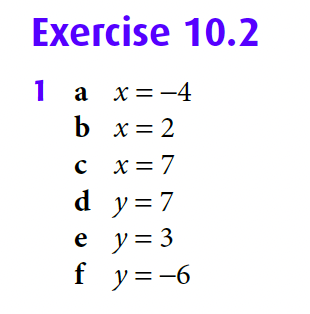 Exercise 10.2
1 a x = −4
b x = 2
c x = 7
d y = 7
e y = 3
f y = −6